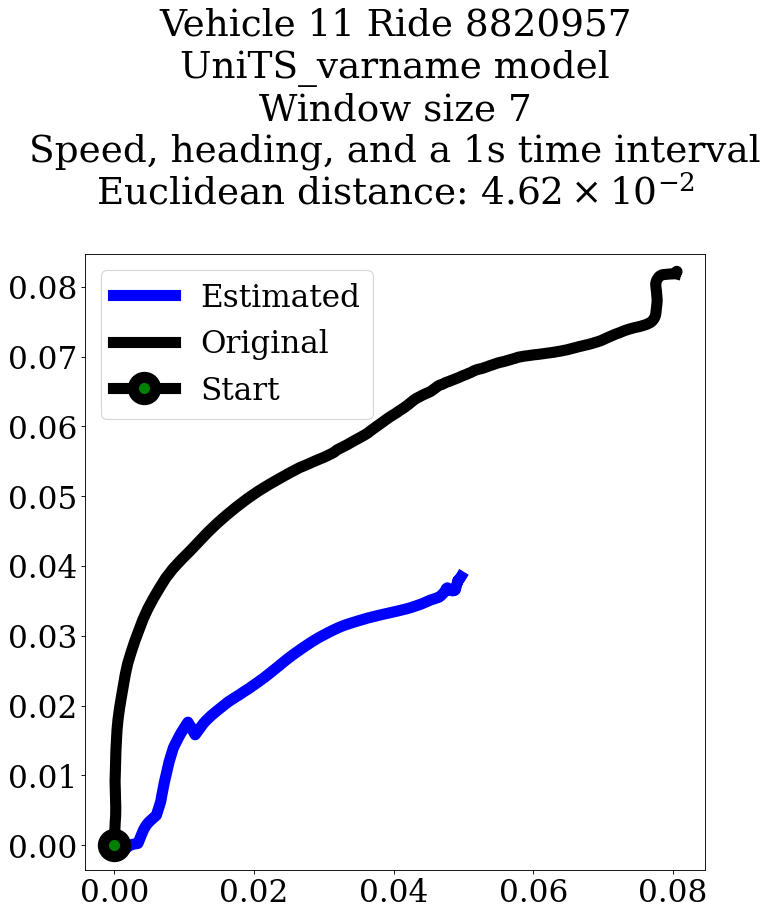 Vehicle 11 Ride 8820957
UniTS_varname model
Window size 7
Speed, heading, and a 1s time interval
Euclidean distance: 4.62 × 10⁻²
Estimated
Original
Start
0.08
0.07
0.06
0.05
0.04
0.03
0.02
0.01
0.00
0.00 0.02 0.04 0.06 0.08